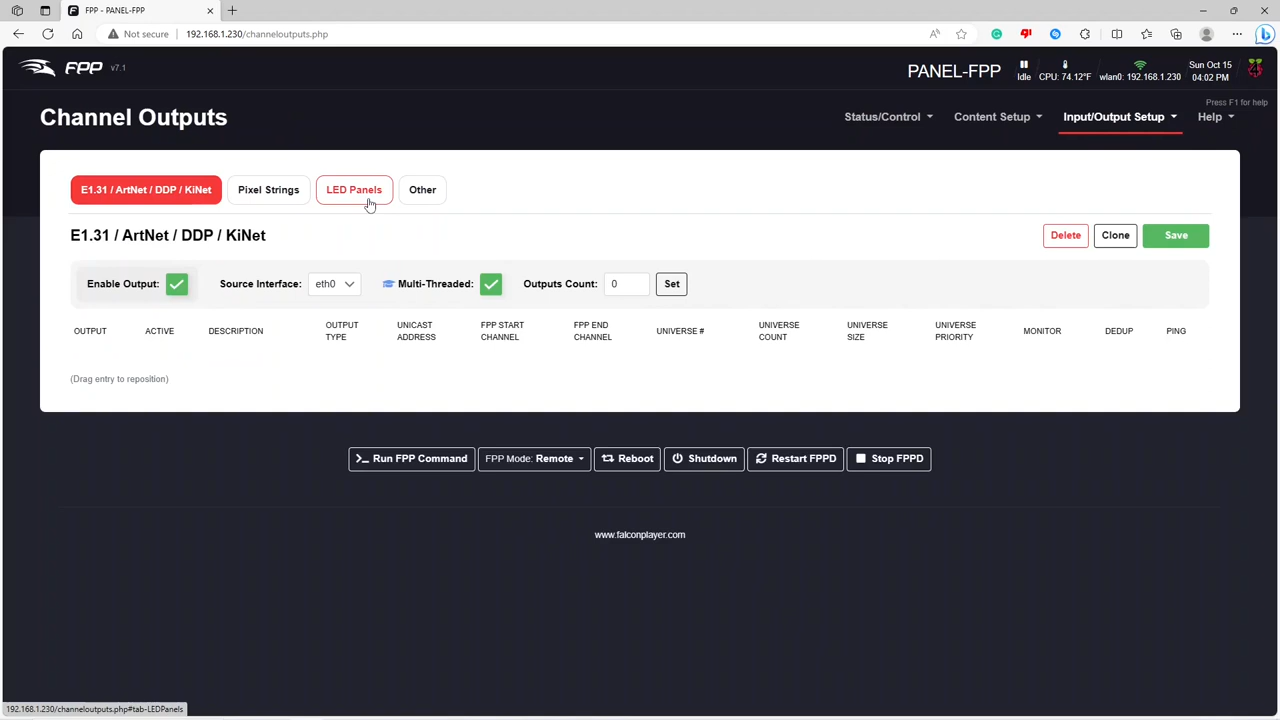 FPP - PANEL-FPP
Not secure
192.168.1.230/channeloutputs.php
FPP v7.1
PANEL-FPP
Idle
CPU: 74.12°F
wlan0: 192.168.1.230
Sun Oct 15
04:02 PM
Press F1 for help
Channel Outputs
Status/Control
Content Setup
Input/Output Setup
Help
E1.31 / ArtNet / DDP / KiNet
Pixel Strings
LED Panels
Other
E1.31 / ArtNet / DDP / KiNet
Delete
Clone
Save
Enable Output:
Source Interface:
eth0
Multi-Threaded:
Outputs Count:
0
Set
OUTPUT
ACTIVE
DESCRIPTION
OUTPUT
TYPE
UNICAST
ADDRESS
FPP START
CHANNEL
FPP END
CHANNEL
UNIVERSE #
UNIVERSE
COUNT
UNIVERSE
SIZE
UNIVERSE
PRIORITY
MONITOR
DEDUP
PING
(Drag entry to reposition)
Run FPP Command
FPP Mode: Remote
Reboot
Shutdown
Restart FPPD
Stop FPPD
www.falconplayer.com
192.168.1.230/channeloutputs.php#tab-LEDPanels